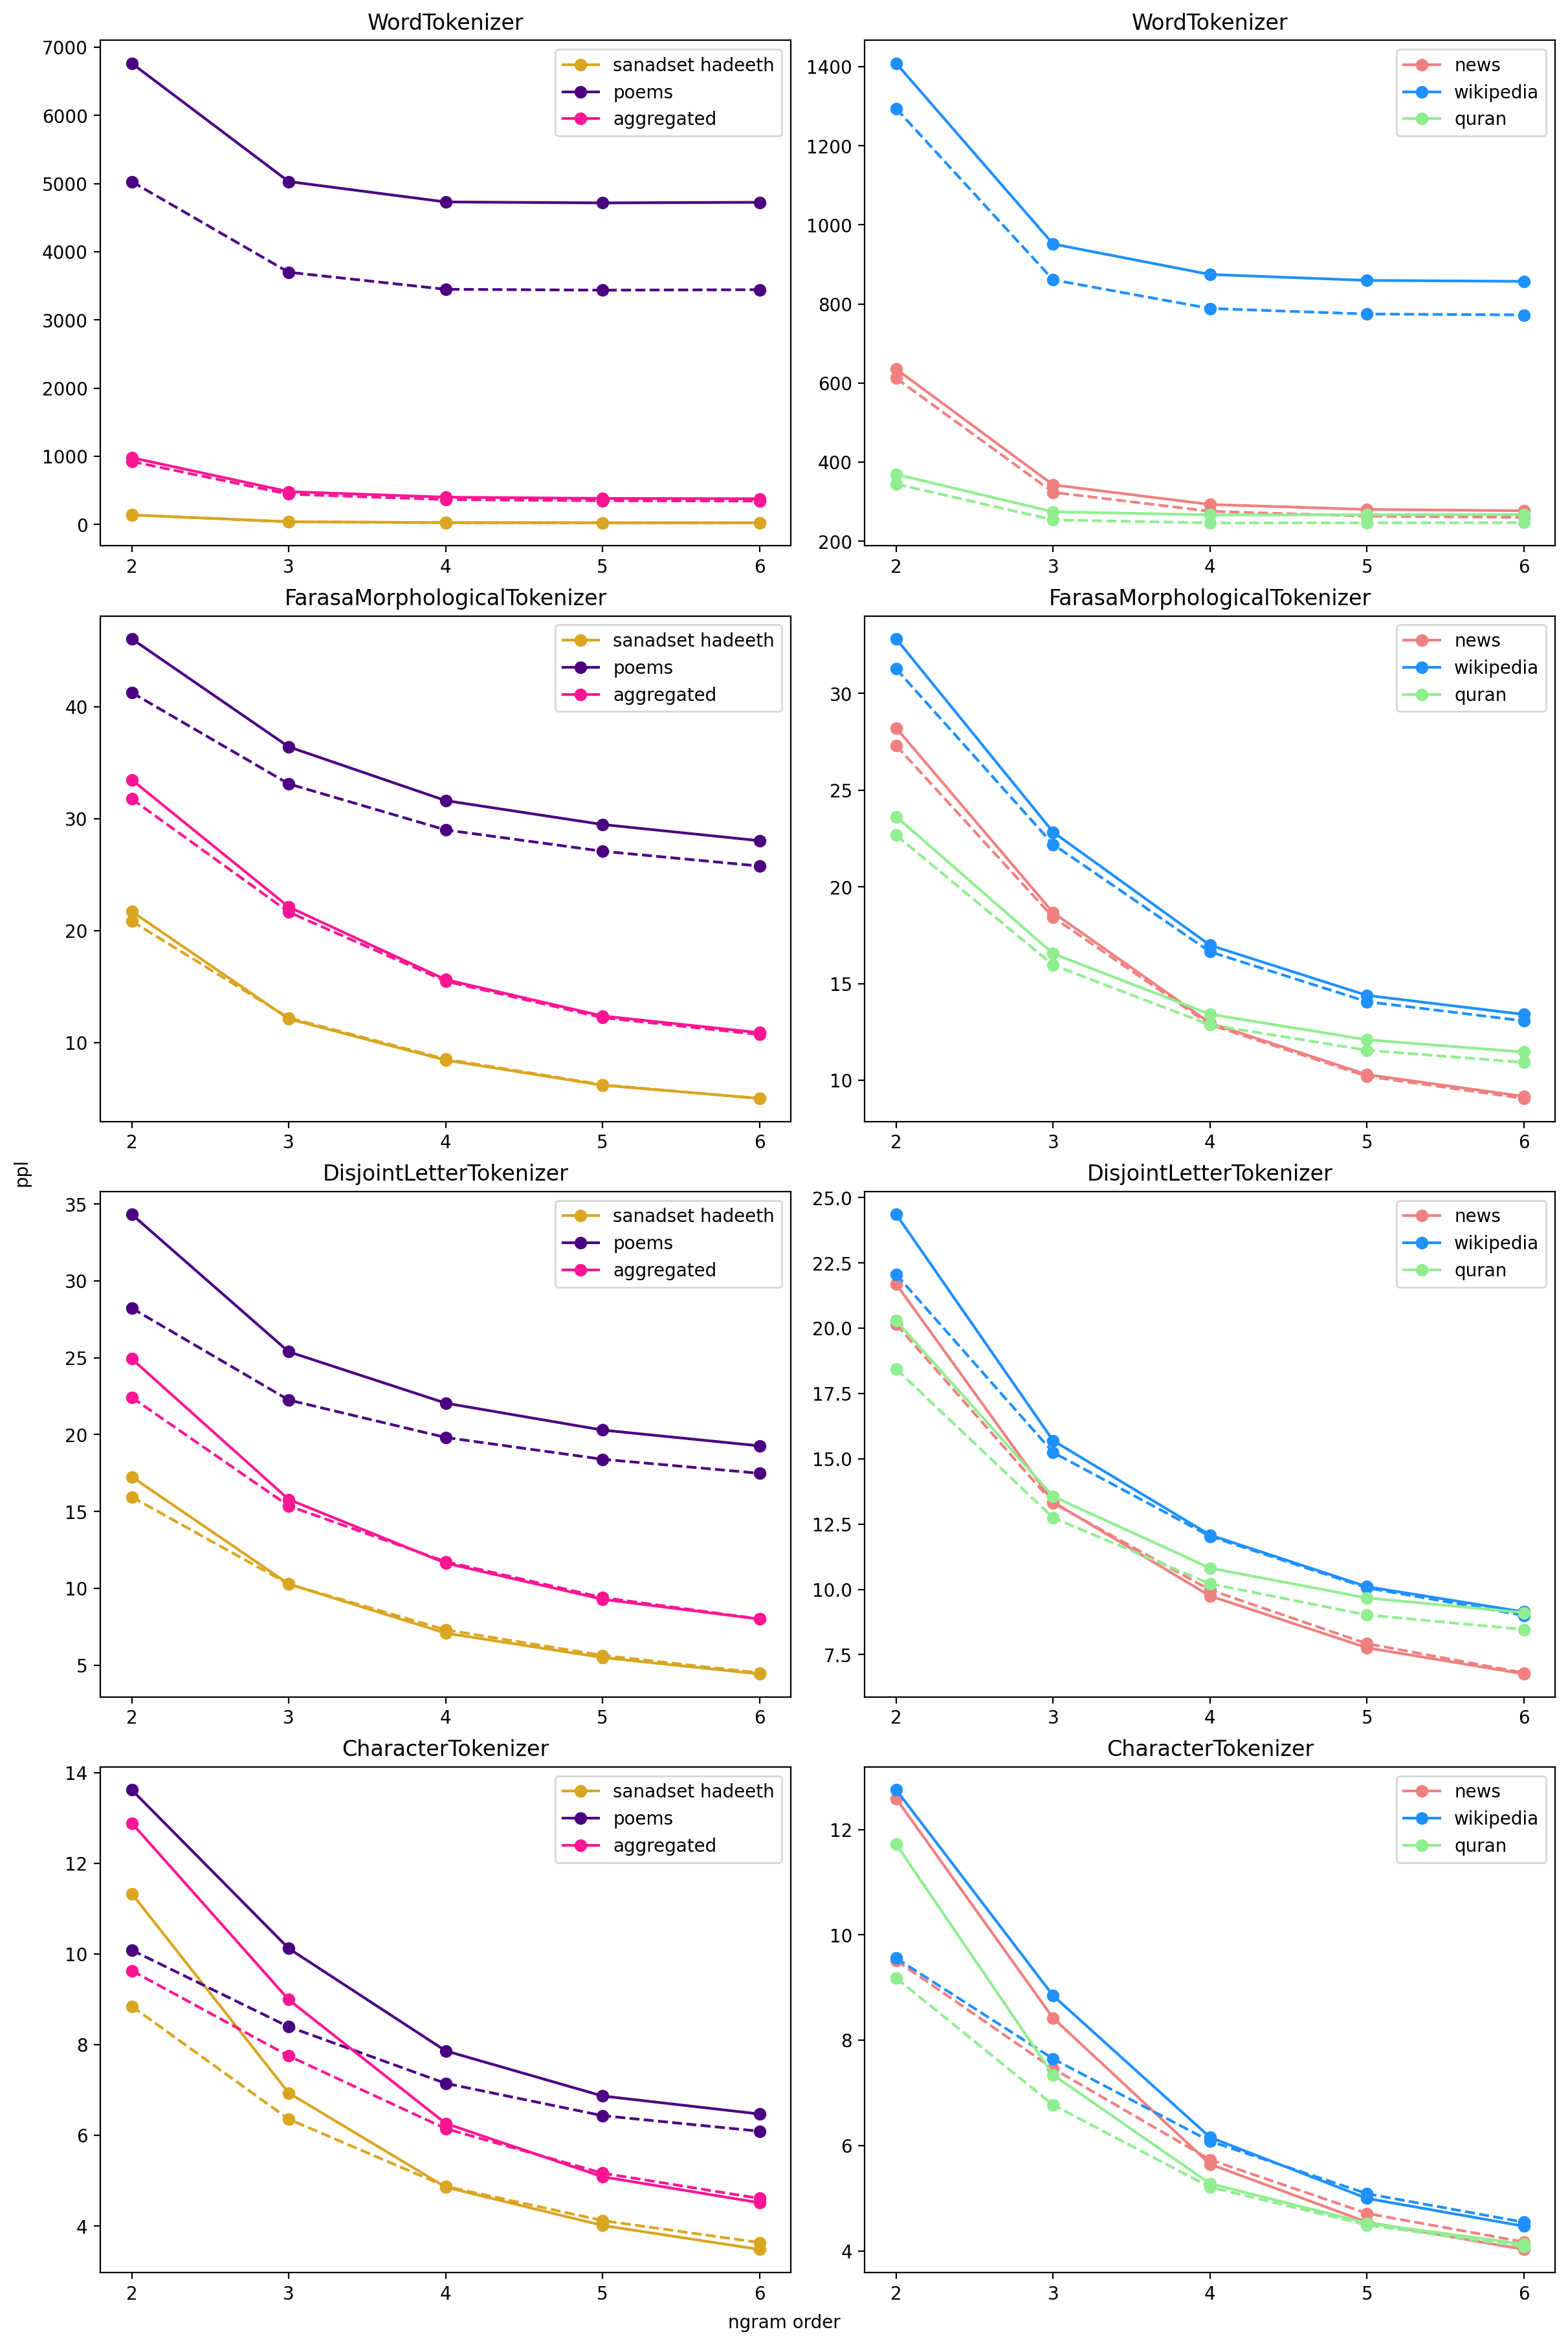 WordTokenizer
7000
6000
5000
4000
3000
2000
1000
0
2 3 4 5 6
sanadset hadeeth
poems
aggregated
WordTokenizer
1400
1200
1000
800
600
400
200
2 3 4 5 6
news
wikipedia
quran
FarasaMorphologicalTokenizer
40
30
20
10
2 3 4 5 6
sanadset hadeeth
poems
aggregated
FarasaMorphologicalTokenizer
30
25
20
15
10
2 3 4 5 6
news
wikipedia
quran
ppl
DisjointLetterTokenizer
35
30
25
20
15
10
5
2 3 4 5 6
sanadset hadeeth
poems
aggregated
DisjointLetterTokenizer
25.0
22.5
20.0
17.5
15.0
12.5
10.0
7.5
2 3 4 5 6
news
wikipedia
quran
CharacterTokenizer
14
12
10
8
6
4
2 3 4 5 6
sanadset hadeeth
poems
aggregated
CharacterTokenizer
12
10
8
6
4
2 3 4 5 6
news
wikipedia
quran
ngram order